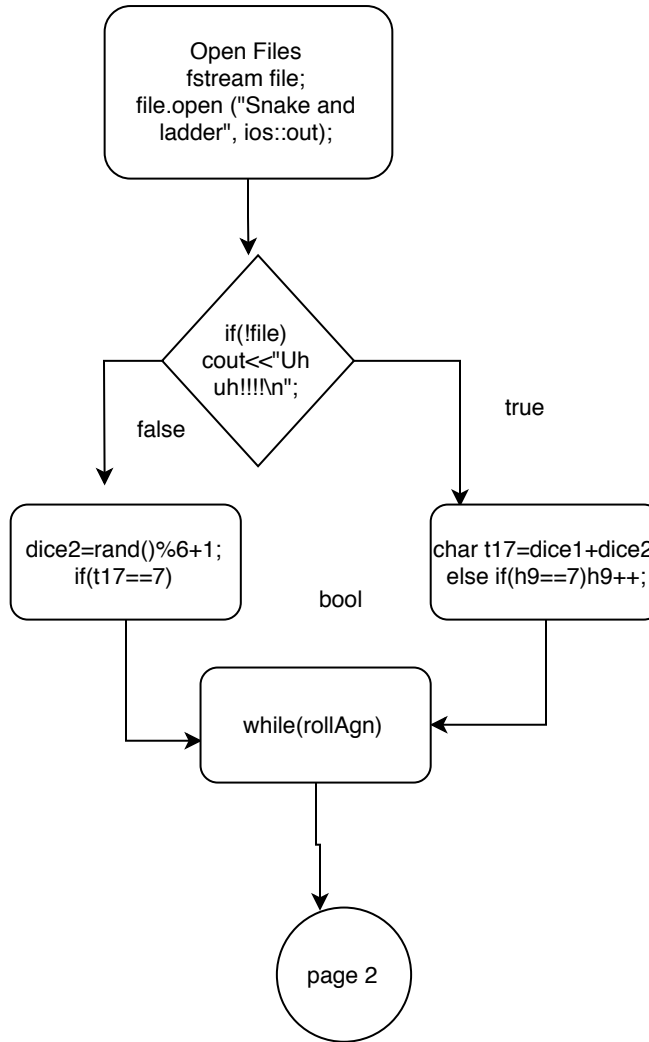 Open Files
fstream file;
file.open ("Snake and
ladder", ios::out);
if(!file)
cout<<"Uh
uh!!!!\n";
false
true
dice2=rand()%6+1;
if(t17==7)
char t17=dice1+dice2
else if(h9==7)h9++;
bool
while(rollAgn)
page 2